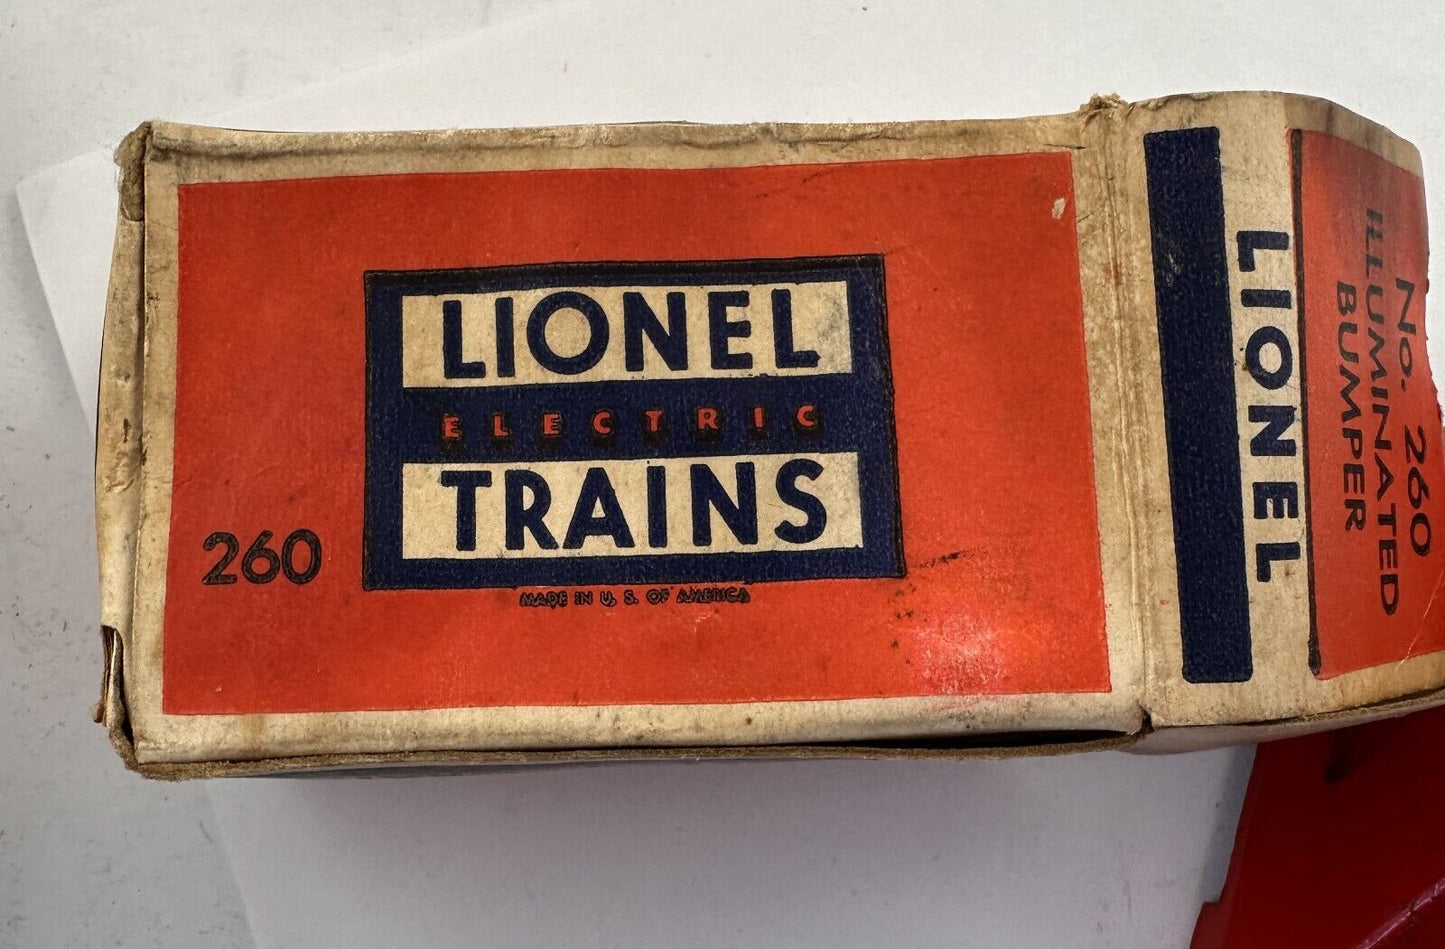 LIONEL
ELECTRIC
TRAINS
260
MADE IN U. S. OF AMERICA
LIONEL
No. 260
ILLUMINATED
BUMPER